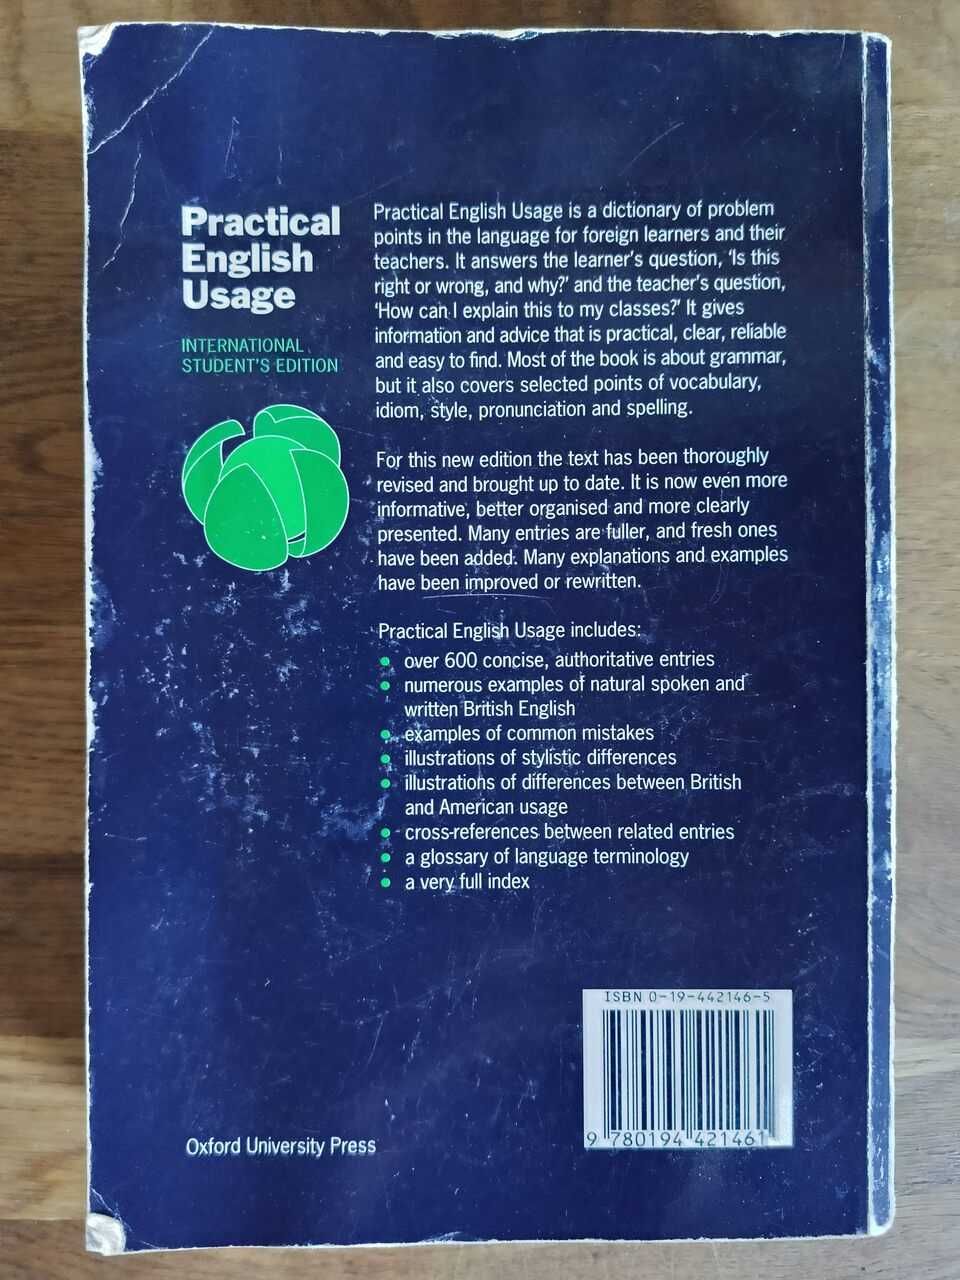 Practical
English
Usage
INTERNATIONAL
STUDENT'S EDITION
Practical English Usage is a dictionary of problem
points in the language for foreign learners and their
teachers. It answers the learner's question, 'Is this
right or wrong, and why?' and the teacher's question,
'How can I explain this to my classes?' It gives
information and advice that is practical, clear, reliable
and easy to find. Most of the book is about grammar,
but it also covers selected points of vocabulary,
idiom, style, pronunciation and spelling.
For this new edition the text has been thoroughly
revised and brought up to date. It is now even more
informative, better organised and more clearly
presented. Many entries are fuller, and fresh ones
have been added. Many explanations and examples
have been improved or rewritten.
Practical English Usage includes:
• over 600 concise, authoritative entries
• numerous examples of natural spoken and
written British English
• examples of common mistakes
• illustrations of stylistic differences
• illustrations of differences between British
and American usage
• cross-references between related entries
• a glossary of language terminology
• a very full index
ISBN 0-19-442146-5
9 780194 421461
Oxford University Press